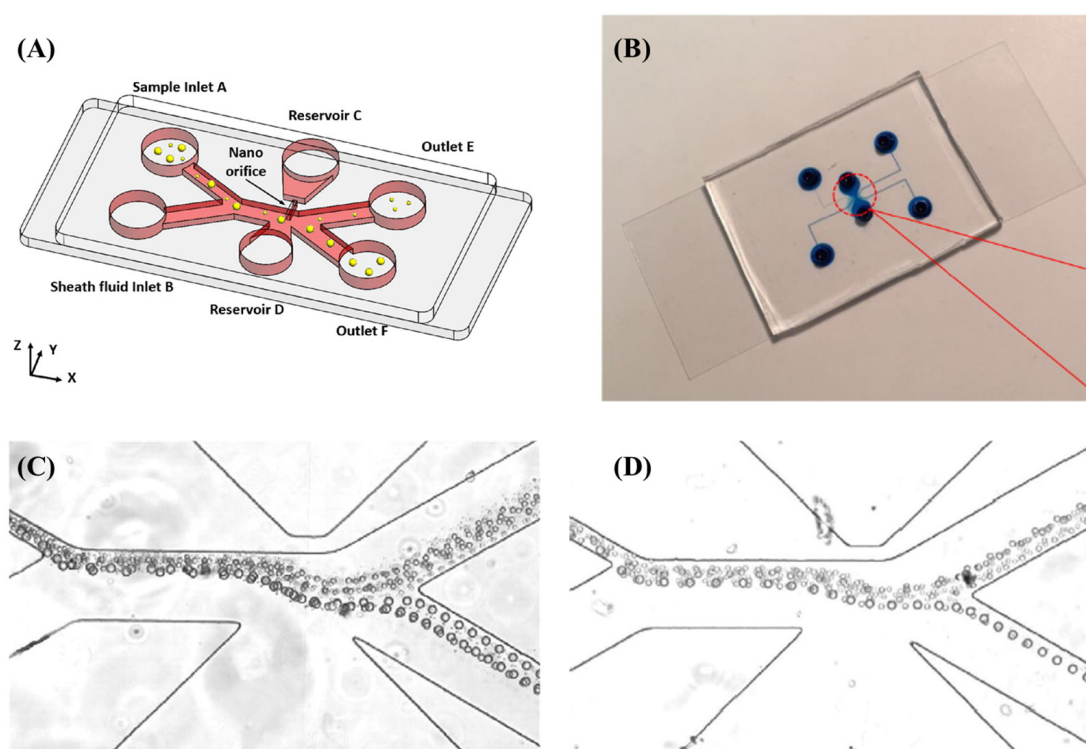 (A)
Sample Inlet A
Reservoir C
Nano
orifice
Outlet E
Sheath fluid Inlet B
Reservoir D
Outlet F
Z
Y
X
(B)
(C)
(D)